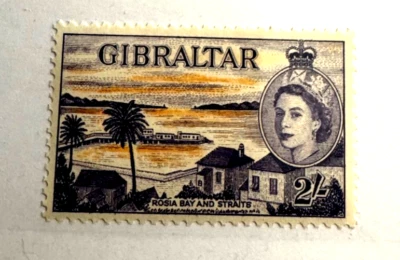 GIBRALTAR
ROSIA BAY AND STRAITS
2/-